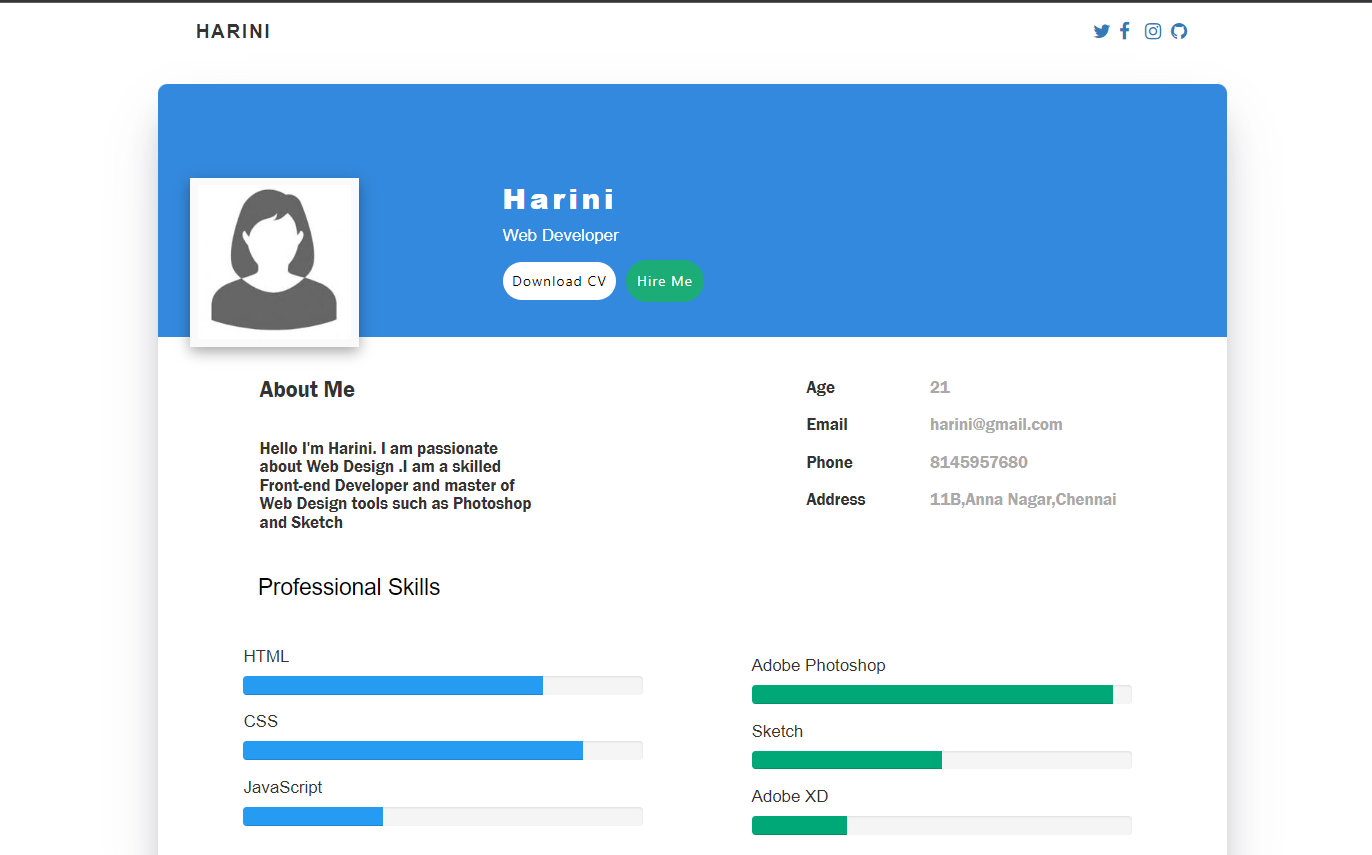 HARINI
Harini
Web Developer
Download CV
Hire Me
About Me
Hello I'm Harini. I am passionate
about Web Design .I am a skilled
Front-end Developer and master of
Web Design tools such as Photoshop
and Sketch
Age 21
Email harini@gmail.com
Phone 8145957680
Address 11B,Anna Nagar,Chennai
Professional Skills
HTML
CSS
JavaScript
Adobe Photoshop
Sketch
Adobe XD